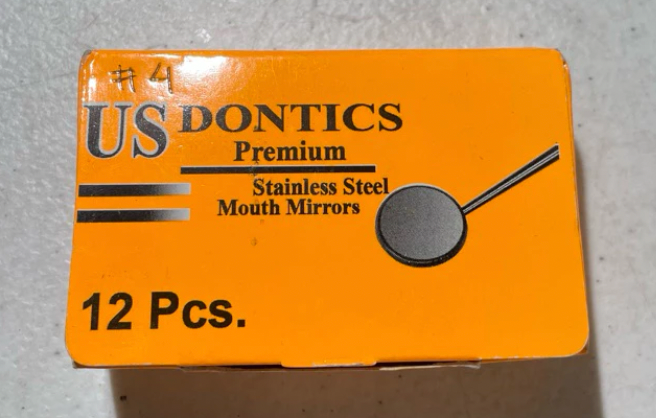 #4
US DONTICS
Premium
Stainless Steel
Mouth Mirrors
12 Pcs.